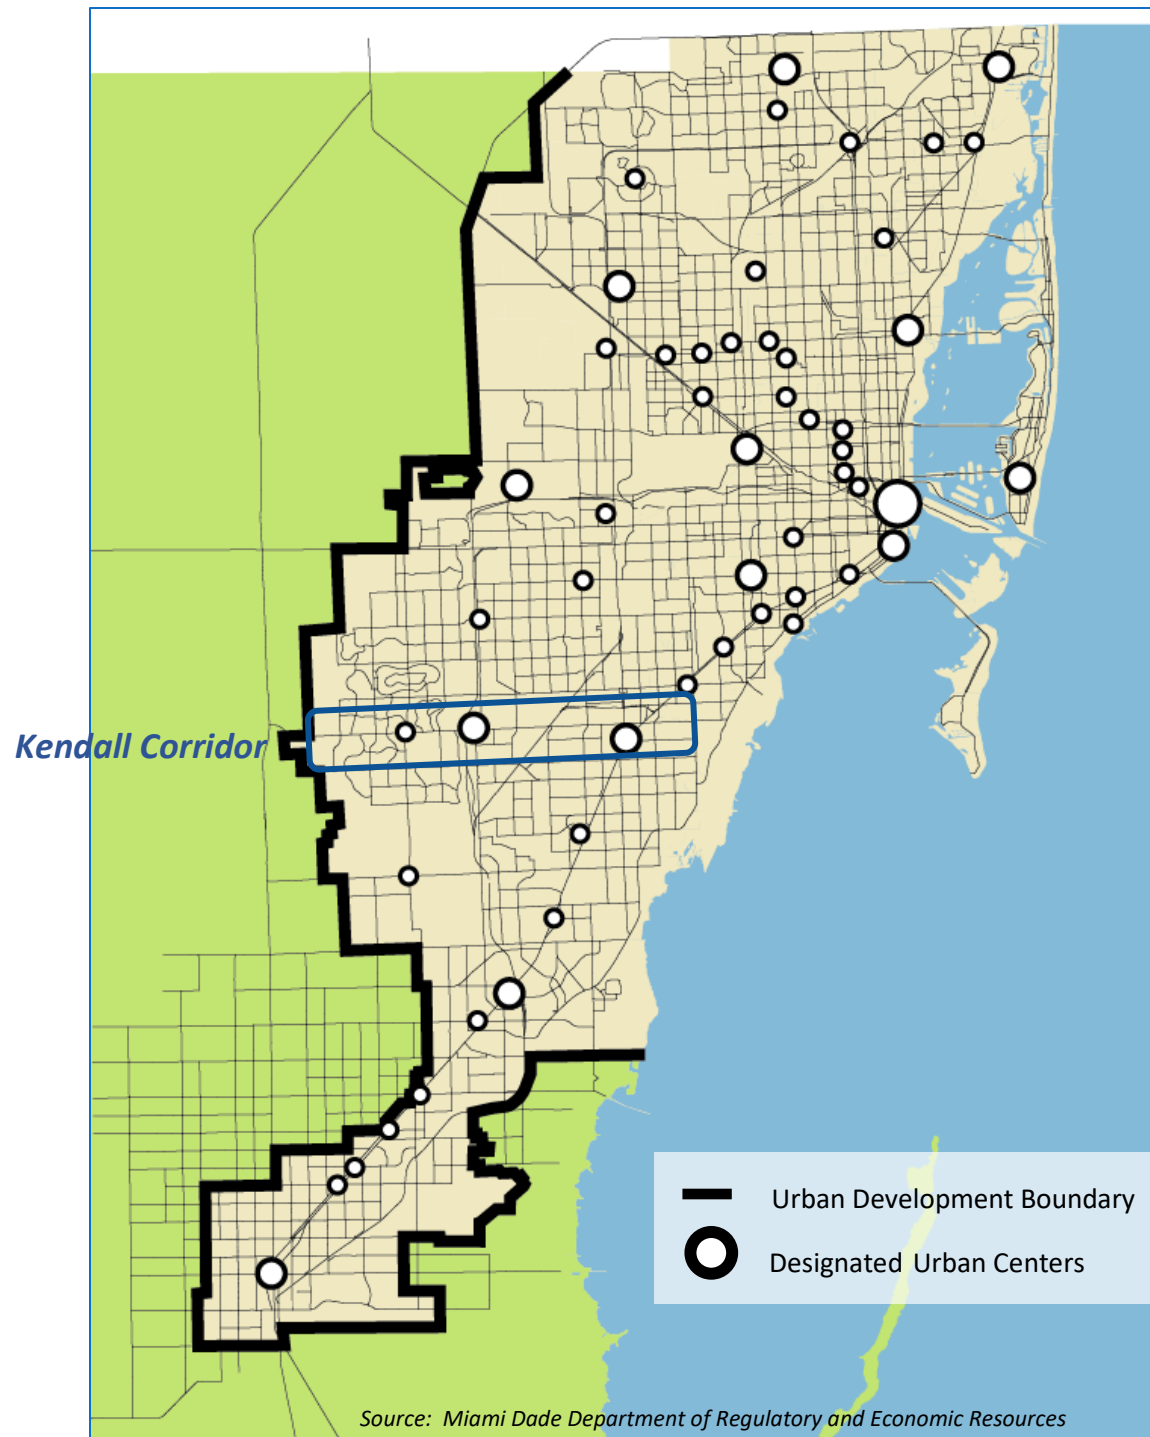 Kendall Corridor
Urban Development Boundary
Designated Urban Centers
Source: Miami Dade Department of Regulatory and Economic Resources